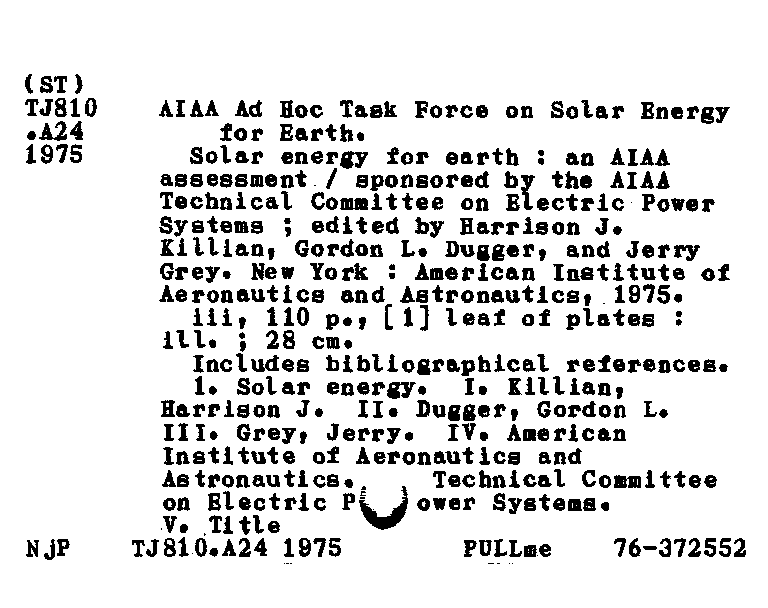 (ST)
TJ810 AIAA Ad Hoc Task Force on Solar Energy
.A24 for Earth.
1975 Solar energy for earth : an AIAA
assessment / sponsored by the AIAA
Technical Committee on Electric Power
Systems ; edited by Harrison J.
Killian, Gordon L. Dugger, and Jerry
Grey. New York : American Institute of
Aeronautics and Astronautics, 1975.
iii, 110 p., [1] leaf of plates :
ill. ; 28 cm.
Includes bibliographical references.
1. Solar energy. I. Killian,
Harrison J. II. Dugger, Gordon L.
III. Grey, Jerry. IV. American
Institute of Aeronautics and
Astronautics. Technical Committee
on Electric Power Systems.
V. Title
NjP TJ810.A24 1975 PULLme 76-372552